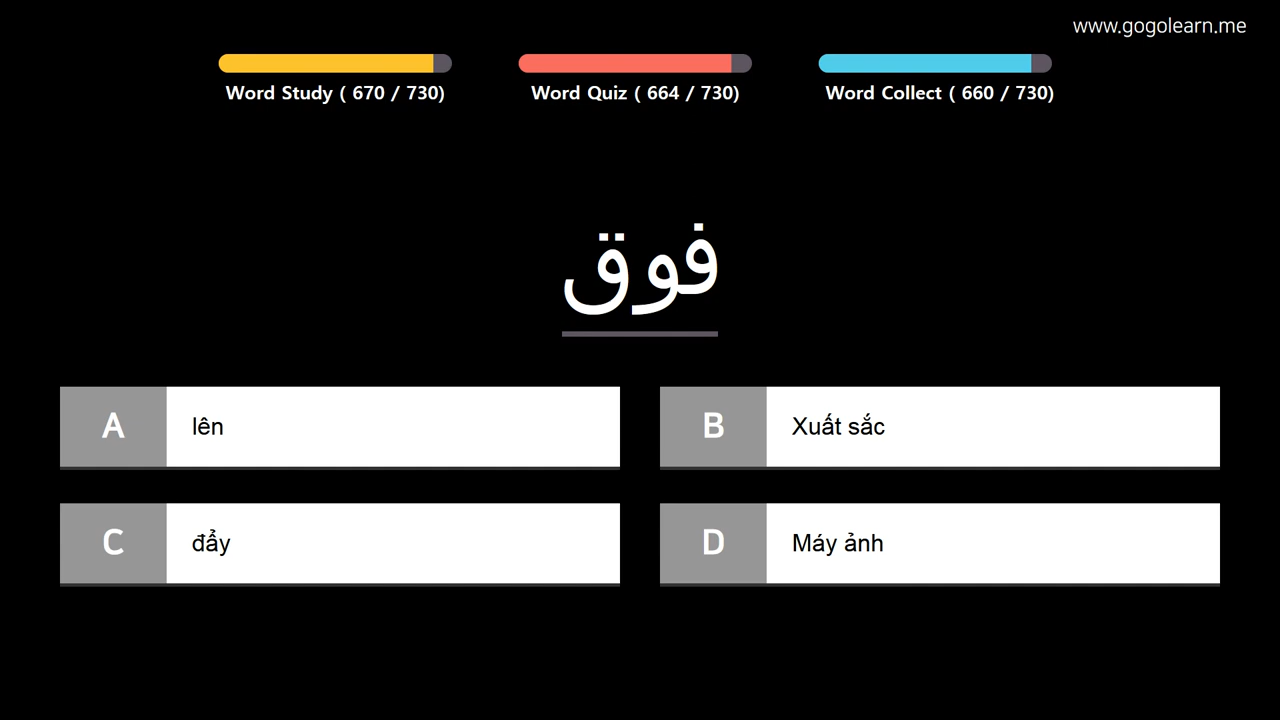 www.gogolearn.me
Word Study ( 670 / 730)
Word Quiz ( 664 / 730)
Word Collect ( 660 / 730)
فوق
A
lên
B
Xuất sắc
C
đẩy
D
Máy ảnh